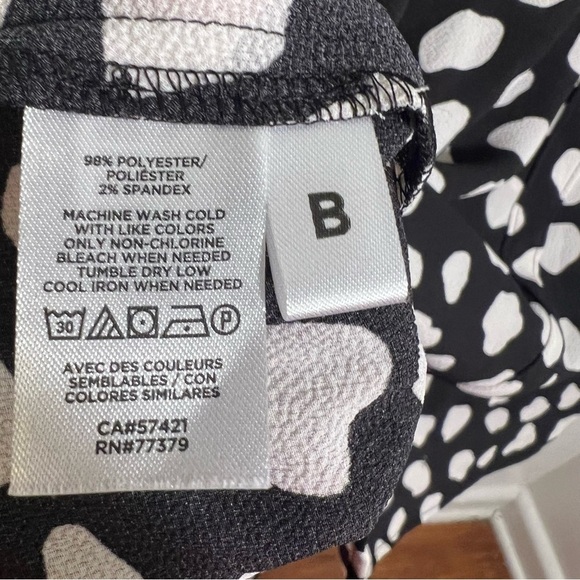 98% POLYESTER/
POLIÉSTER
2% SPANDEX
MACHINE WASH COLD
WITH LIKE COLORS
ONLY NON-CHLORINE
BLEACH WHEN NEEDED
TUMBLE DRY LOW
COOL IRON WHEN NEEDED
30 P
AVEC DES COULEURS
SEMBLABLES / CON
COLORES SIMILARES
CA#57421
RN#77379
B